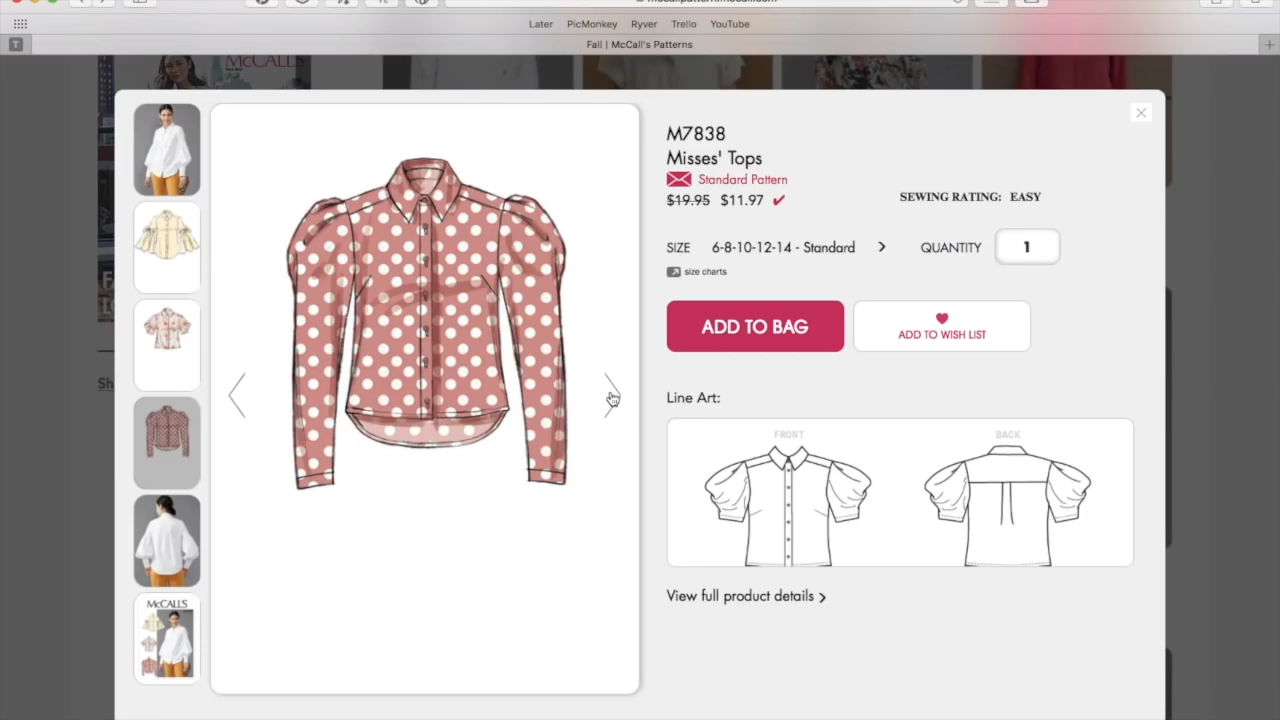 Later PicMonkey Ryver Trello YouTube
T
Fall | McCall's Patterns
McCALL'S
M7838
Misses' Tops
Standard Pattern
$19.95 $11.97
SEWING RATING: EASY
SIZE 6-8-10-12-14 - Standard
QUANTITY 1
size charts
ADD TO BAG
ADD TO WISH LIST
Line Art:
FRONT
BACK
View full product details
McCALL'S
Sh